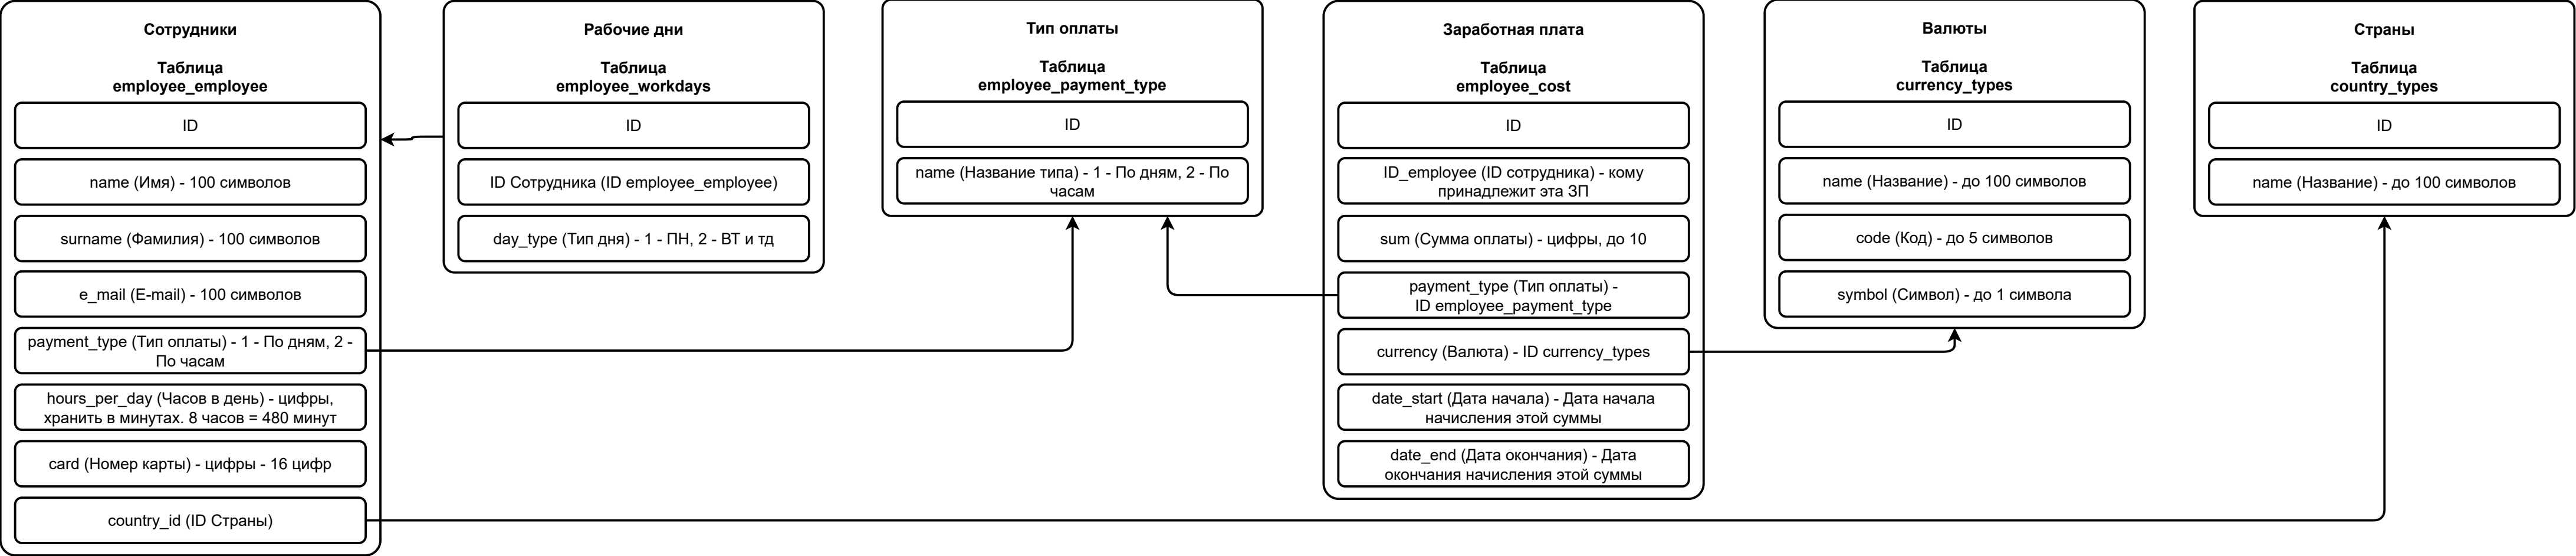 Сотрудники
Таблица
employee_employee
ID
name (Имя) - 100 символов
surname (Фамилия) - 100 символов
e_mail (E-mail) - 100 символов
payment_type (Тип оплаты) - 1 - По дням, 2 -
По часам
hours_per_day (Часов в день) - цифры,
хранить в минутах. 8 часов = 480 минут
card (Номер карты) - цифры - 16 цифр
country_id (ID Страны)
Рабочие дни
Таблица
employee_workdays
ID
ID Сотрудника (ID employee_employee)
day_type (Тип дня) - 1 - ПН, 2 - ВТ и тд
Тип оплаты
Таблица
employee_payment_type
ID
name (Название типа) - 1 - По дням, 2 - По
часам
Заработная плата
Таблица
employee_cost
ID
ID_employee (ID сотрудника) - кому
принадлежит эта ЗП
sum (Сумма оплаты) - цифры, до 10
payment_type (Тип оплаты) -
ID employee_payment_type
currency (Валюта) - ID currency_types
date_start (Дата начала) - Дата начала
начисления этой суммы
date_end (Дата окончания) - Дата
окончания начисления этой суммы
Валюты
Таблица
currency_types
ID
name (Название) - до 100 символов
code (Код) - до 5 символов
symbol (Символ) - до 1 символа
Страны
Таблица
country_types
ID
name (Название) - до 100 символов